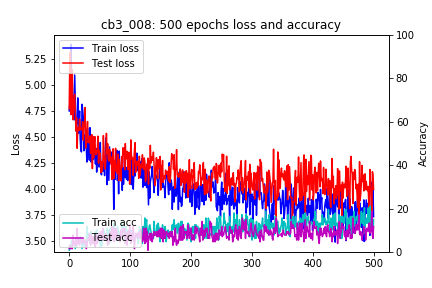 cb3_008: 500 epochs loss and accuracy
Train loss
Test loss
Train acc
Test acc
Loss
5.25
5.00
4.75
4.50
4.25
4.00
3.75
3.50
Accuracy
100
80
60
40
20
0
0 100 200 300 400 500